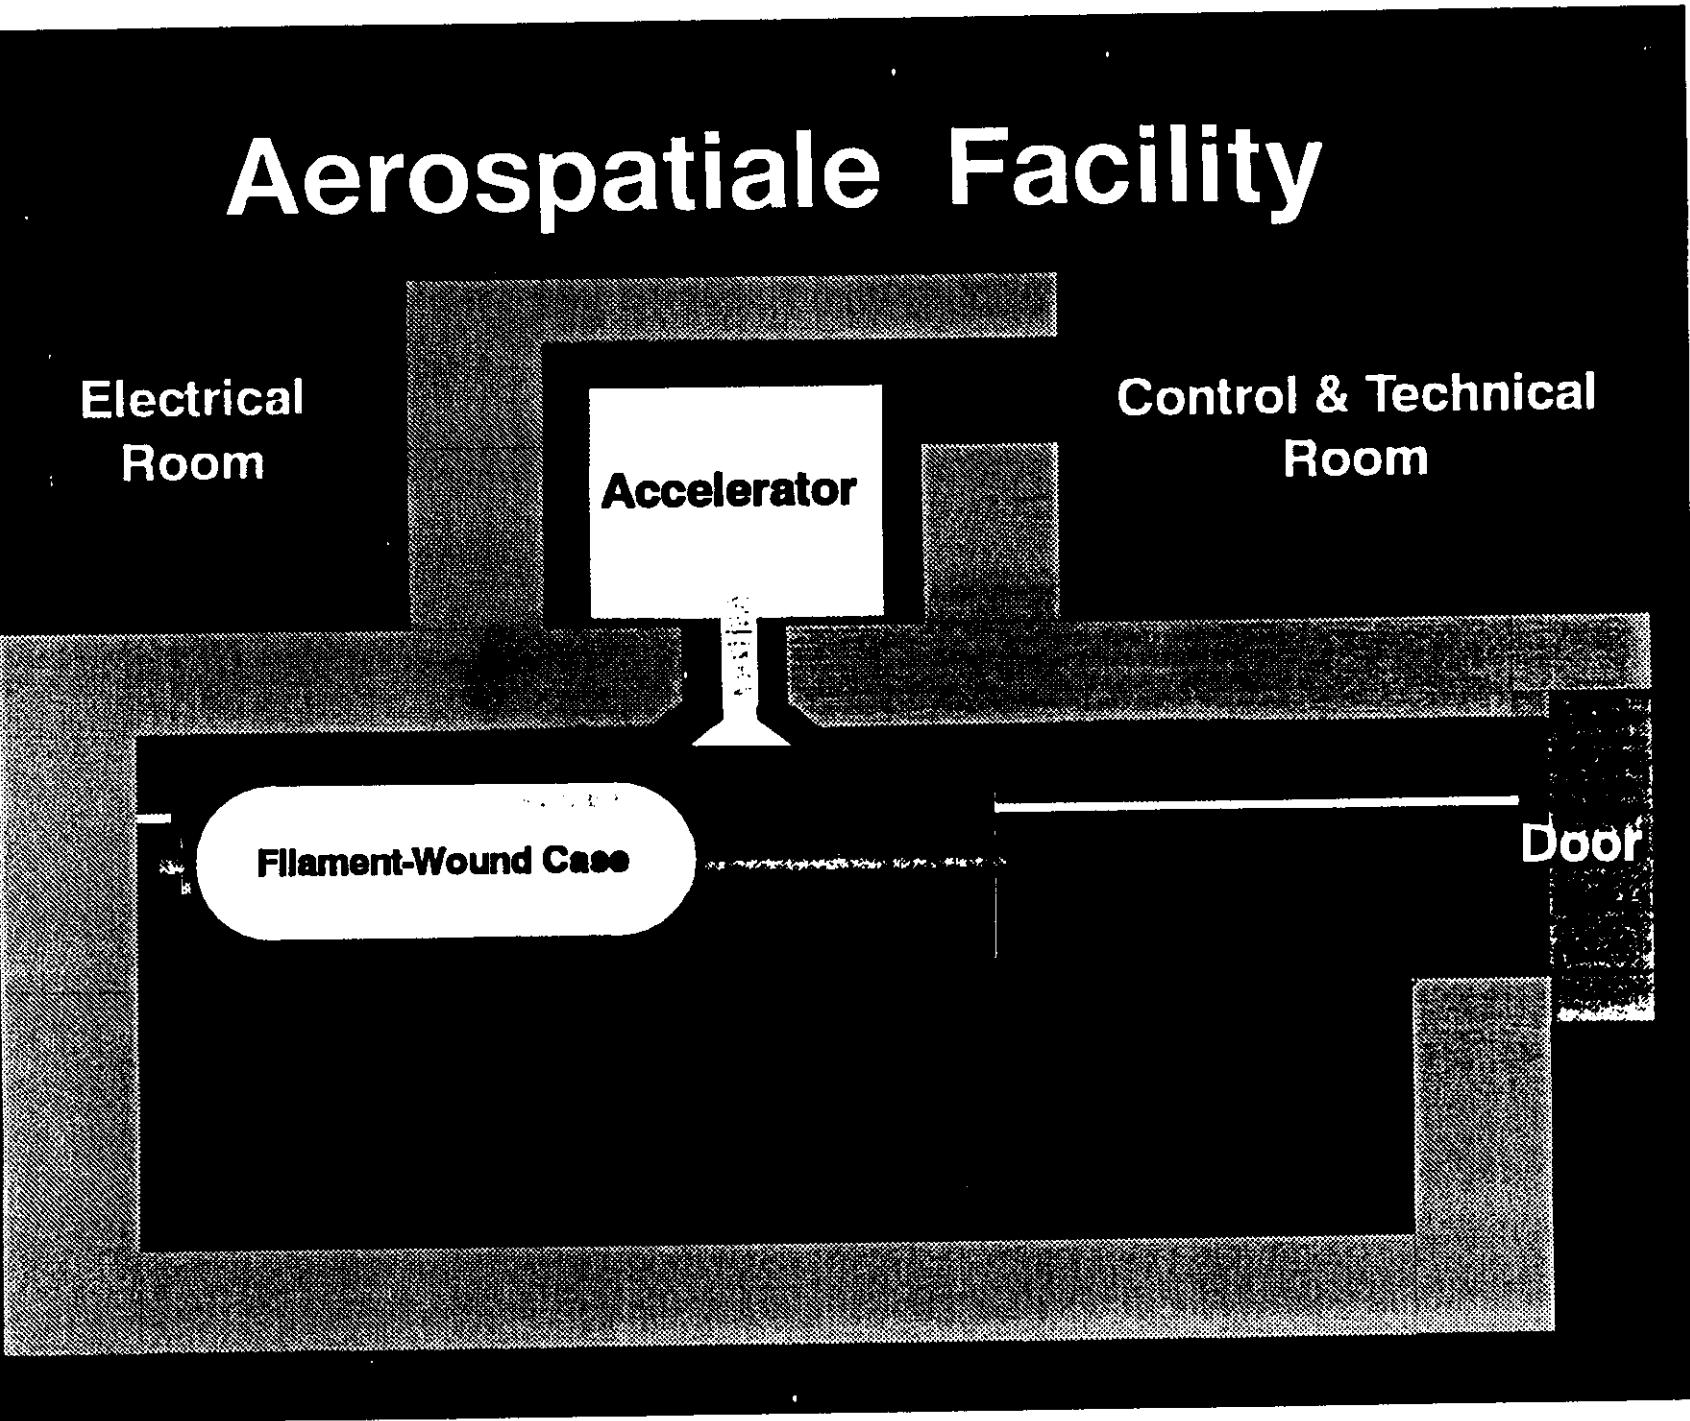 Aerospatiale Facility
Electrical
Room
Control & Technical
Room
Accelerator
Filament-Wound Case
Door